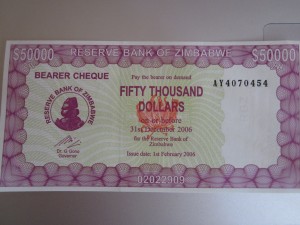 $50000 RESERVE BANK OF ZIMBABWE $50000
BEARER CHEQUE
Pay the bearer on demand
AY4070454
FIFTY THOUSAND
DOLLARS
on or before
31st December 2006
for the Reserve Bank of
Zimbabwe
RESERVE BANK OF ZIMBABWE
Dr. G Gono
Governor
Issue date: 1st February 2006